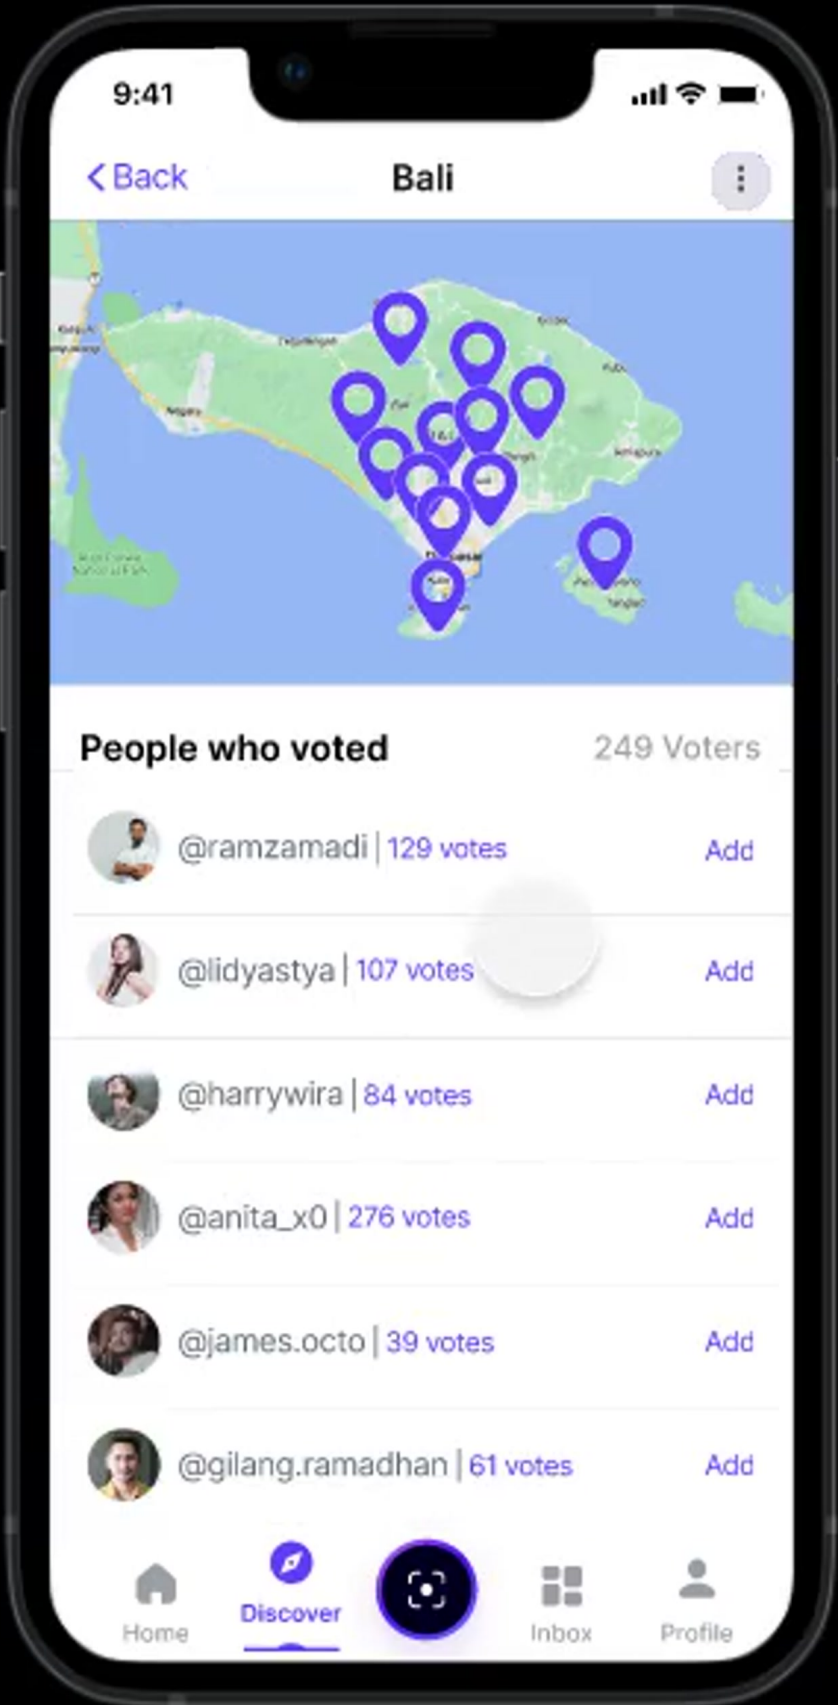 9:41
Back
Bali
Negara
People who voted
249 Voters
@ramzamadi | 129 votes
Add
@lidyastya | 107 votes
Add
@harrywira | 84 votes
Add
@anita_x0 | 276 votes
Add
@james.octo | 39 votes
Add
@gilang.ramadhan | 61 votes
Add
Home
Discover
Inbox
Profile